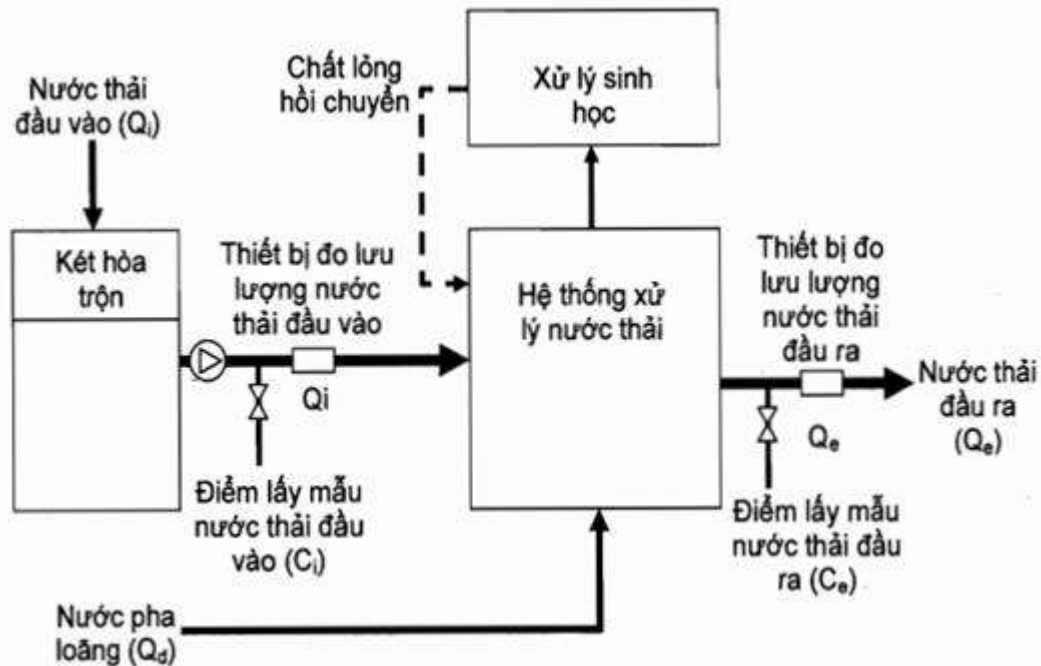 Nước thải
đầu vào (Qᵢ)
Chất lỏng
hồi chuyển
Xử lý sinh
học
Két hòa
trộn
Thiết bị đo lưu
lượng nước
thải đầu vào
Qi
Hệ thống xử
lý nước thải
Thiết bị đo
lưu lượng
nước thải
đầu ra
Qₑ
Nước thải
đầu ra
(Qₑ)
Điểm lấy mẫu
nước thải đầu
vào (Cᵢ)
Điểm lấy mẫu
nước thải đầu
ra (Cₑ)
Nước pha
loãng (Q_d)